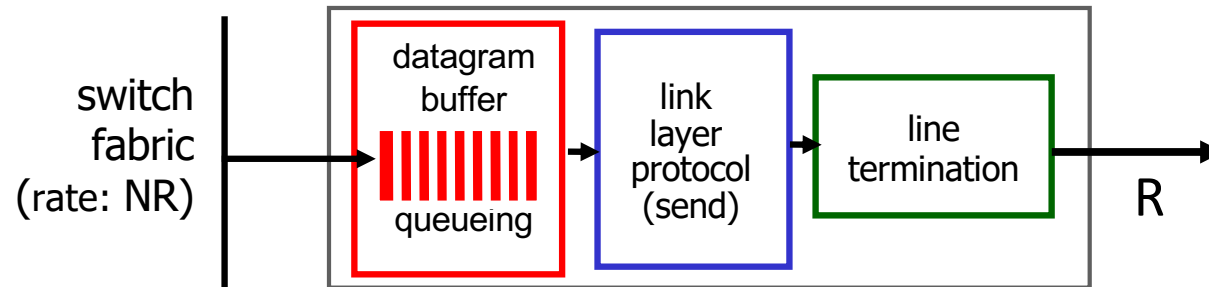 switch
fabric
(rate: NR)
datagram
buffer
queueing
link
layer
protocol
(send)
line
termination
R